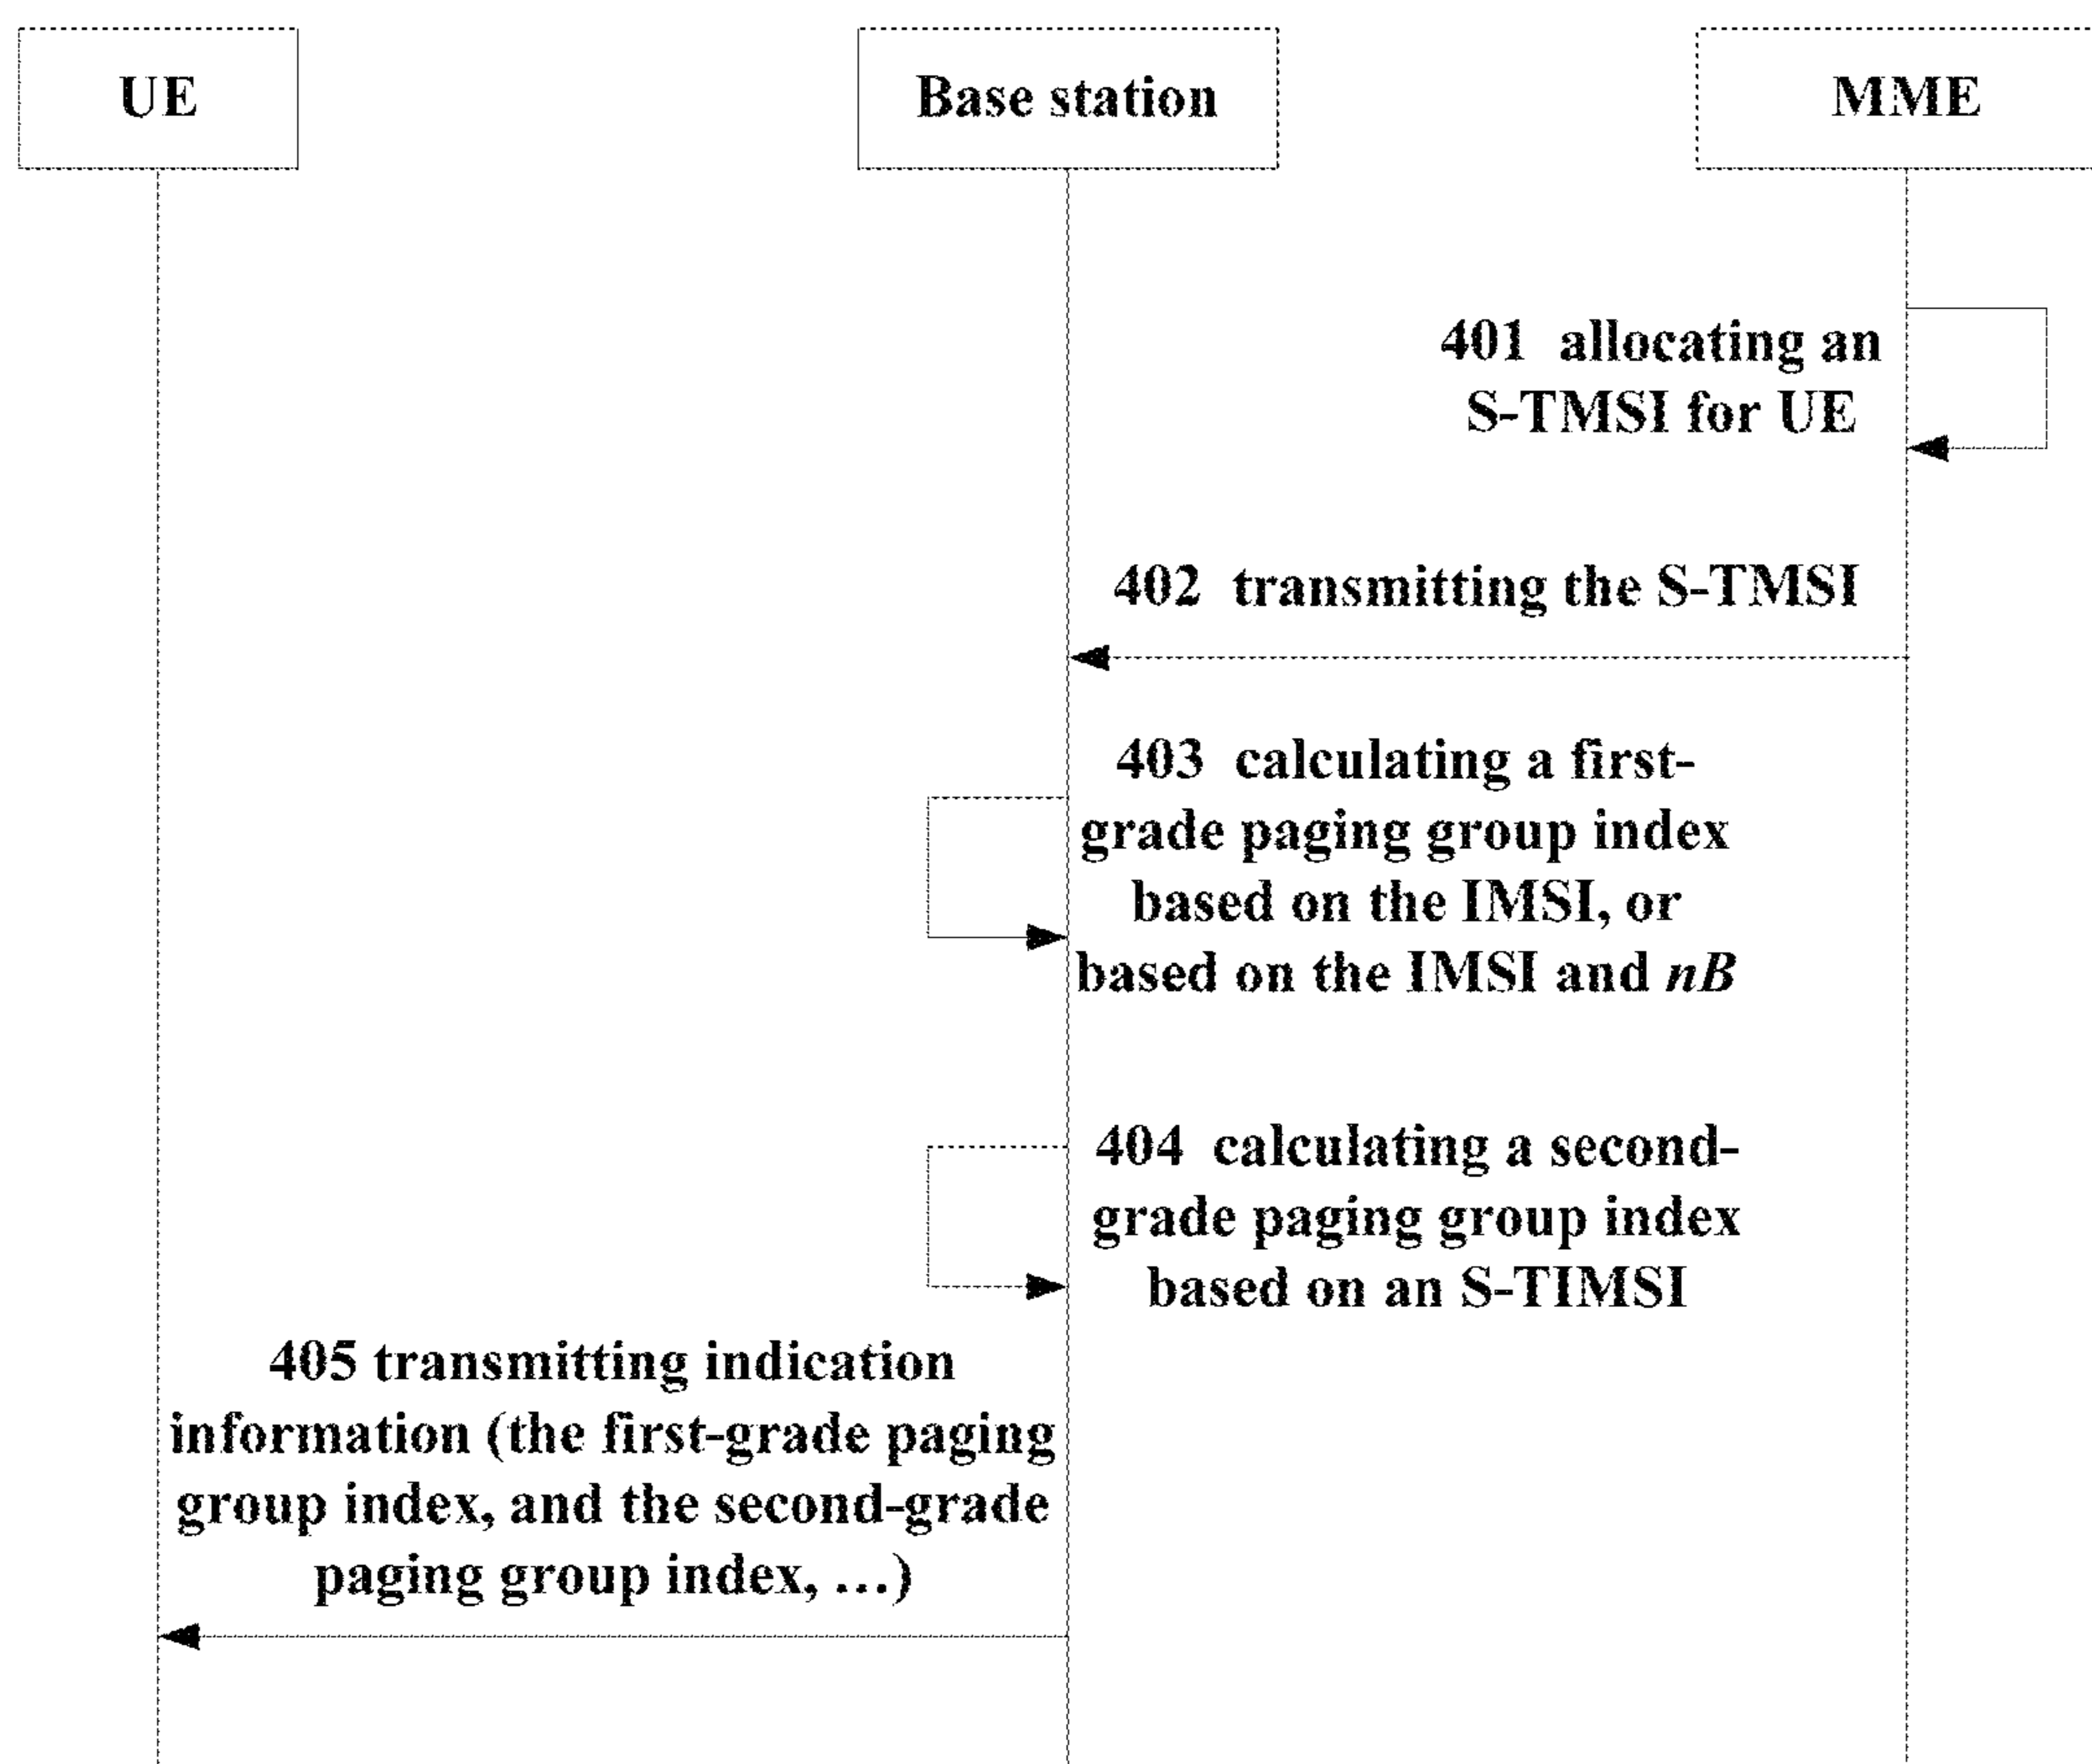 UE
Base station
MME
401 allocating an
S-TMSI for UE
402 transmitting the S-TMSI
403 calculating a first-
grade paging group index
based on the IMSI, or
based on the IMSI and nB
404 calculating a second-
grade paging group index
based on an S-TIMSI
405 transmitting indication
information (the first-grade paging
group index, and the second-grade
paging group index, ...)